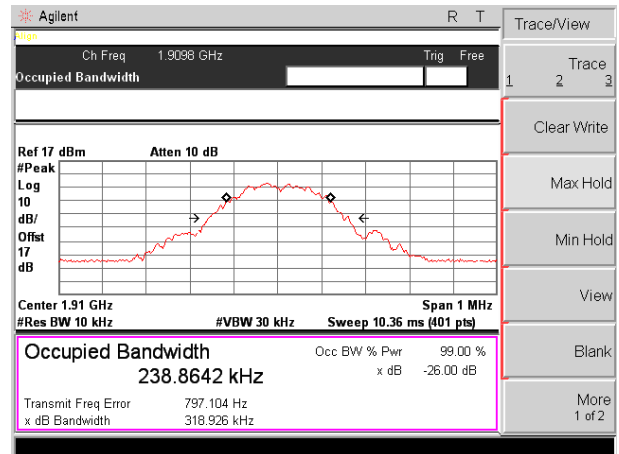 Agilent R T Trace/View
Align
Ch Freq 1.9098 GHz Trig Free
Occupied Bandwidth
Trace
1 2 3
Clear Write
Ref 17 dBm Atten 10 dB
#Peak
Log
10
dB/
Offst
17
dB
Max Hold
Min Hold
View
Center 1.91 GHz Span 1 MHz
#Res BW 10 kHz #VBW 30 kHz Sweep 10.36 ms (401 pts)
Occupied Bandwidth Occ BW % Pwr 99.00 %
238.8642 kHz x dB -26.00 dB
Transmit Freq Error 797.104 Hz
x dB Bandwidth 318.926 kHz
Blank
More
1 of 2